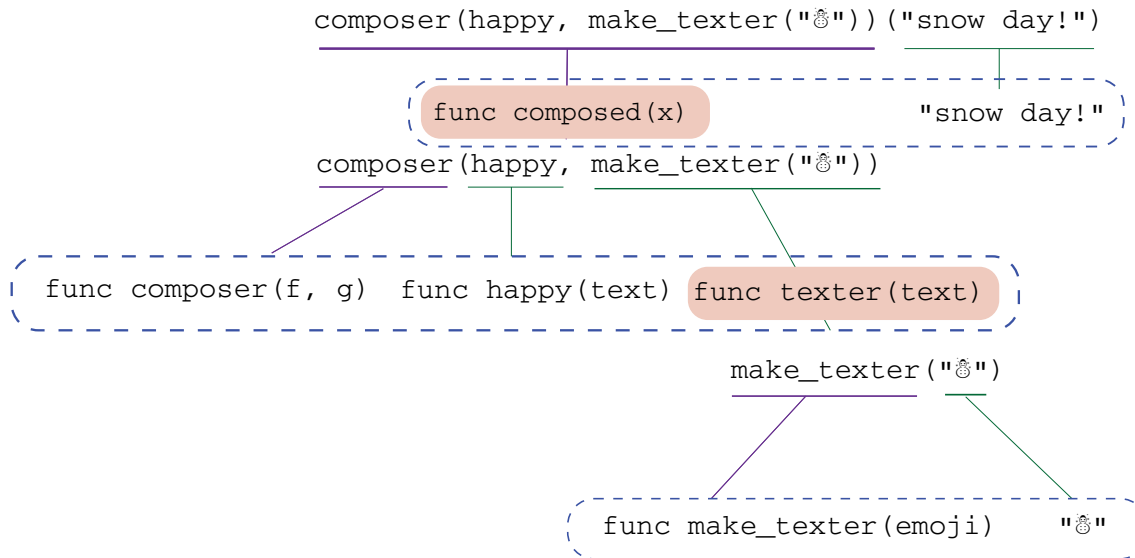 composer(happy, make_texter("☃"))("snow day!")
func composed(x) "snow day!"
composer(happy, make_texter("☃"))
func composer(f, g) func happy(text) func texter(text)
make_texter("☃")
func make_texter(emoji) "☃"